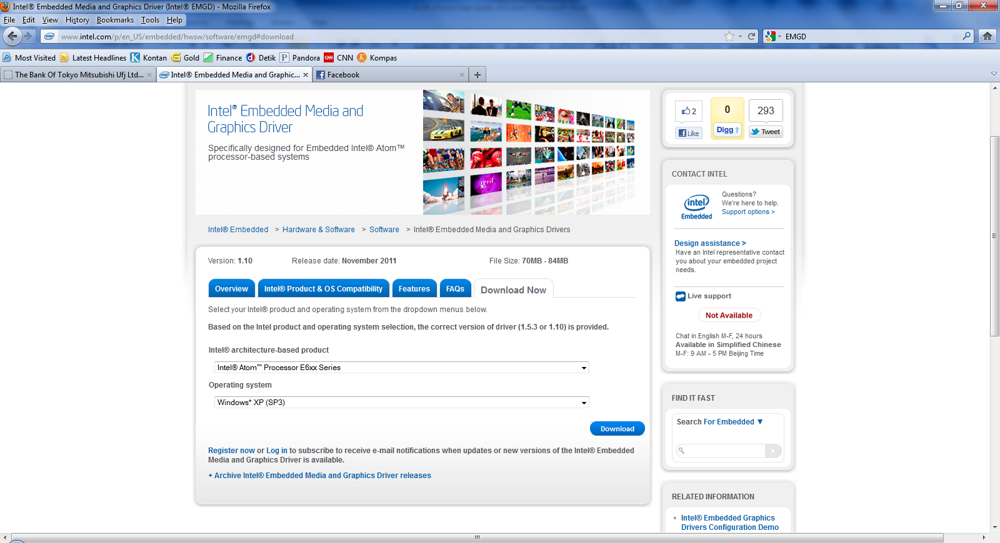 Intel® Embedded Media and Graphics Driver (Intel® EMGD) - Mozilla Firefox
File Edit View History Bookmarks Tools Help
www.intel.com/p/en_US/embedded/hwsw/software/emgd#download
EMGD
Most Visited Latest Headlines Kontan Gold Finance Detik Pandora CNN Kompas
The Bank Of Tokyo Mitsubishi Ufj Ltd... Intel® Embedded Media and Graphic... Facebook
Intel® Embedded Media and
Graphics Driver
Specifically designed for Embedded Intel® Atom™
processor-based systems
2 0 293
Like Digg Tweet
Intel® Embedded > Hardware & Software > Software > Intel® Embedded Media and Graphics Drivers
Version: 1.10 Release date: November 2011 File Size: 70MB - 84MB
Overview Intel® Product & OS Compatibility Features FAQs Download Now
Select your Intel® product and operating system from the dropdown menus below.
Based on the Intel product and operating system selection, the correct version of driver (1.5.3 or 1.10) is provided.
Intel® architecture-based product
Intel® Atom™ Processor E6xx Series
Operating system
Windows* XP (SP3)
Download
Register now or Log in to subscribe to receive e-mail notifications when updates or new versions of the Intel® Embedded
Media and Graphics Driver is available.
+ Archive Intel® Embedded Media and Graphics Driver releases
CONTACT INTEL
intel
Embedded
Questions?
We're here to help.
Support options >
Design assistance >
Have an Intel representative contact
you about your embedded project
needs.
Live support
Not Available
Chat in English M-F, 24 hours
Available in Simplified Chinese
M-F: 9 AM - 5 PM Beijing Time
FIND IT FAST
Search For Embedded ▼
RELATED INFORMATION
• Intel® Embedded Graphics
Drivers Configuration Demo